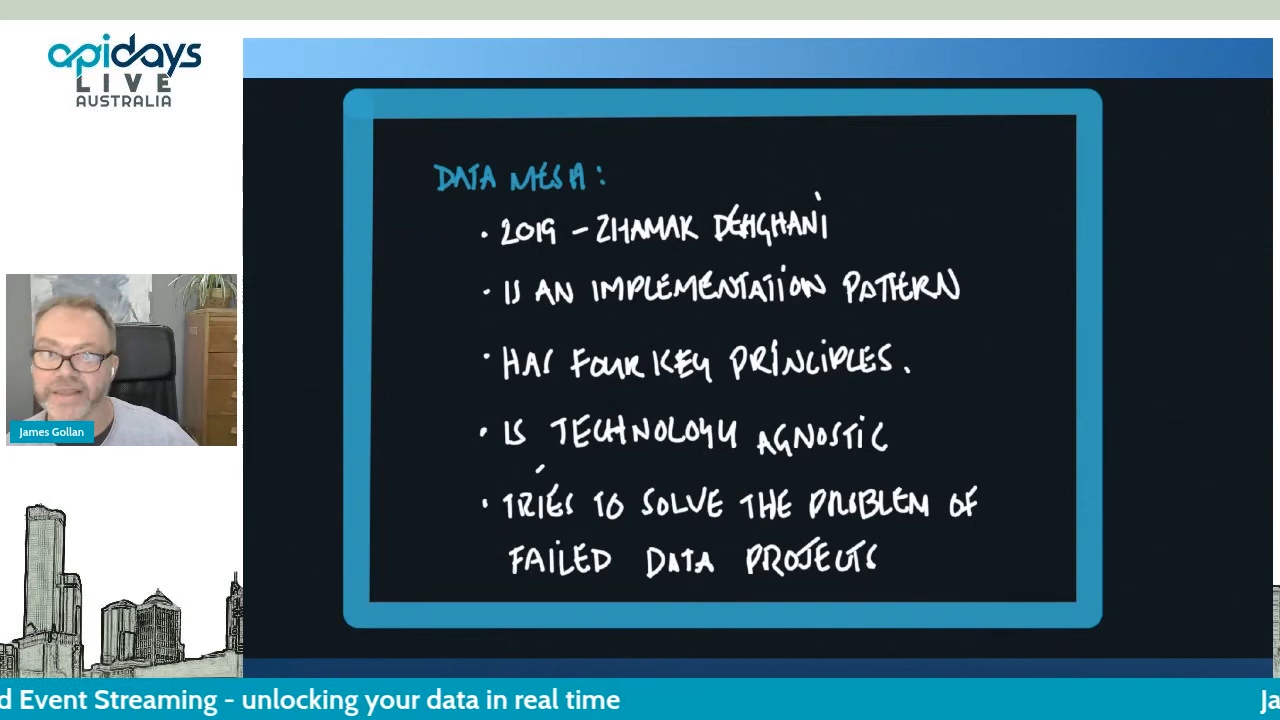 apidays
LIVE
AUSTRALIA
DATA MESH:
· 2019 - ZHAMAK DEHGHANI
· IS AN IMPLEMENTATION PATTERN
· HAS FOUR KEY PRINCIPLES.
· IS TECHNOLOGY AGNOSTIC
· TRIES TO SOLVE THE PROBLEM OF
FAILED DATA PROJECTS
James Gollan
d Event Streaming - unlocking your data in real time
Ja